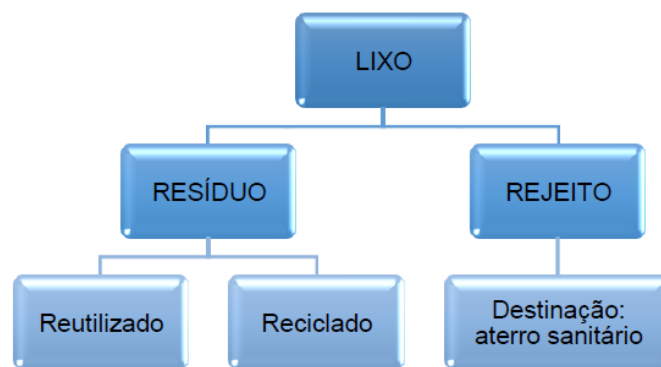 LIXO
RESÍDUO
REJEITO
Reutilizado
Reciclado
Destinação:
aterro sanitário